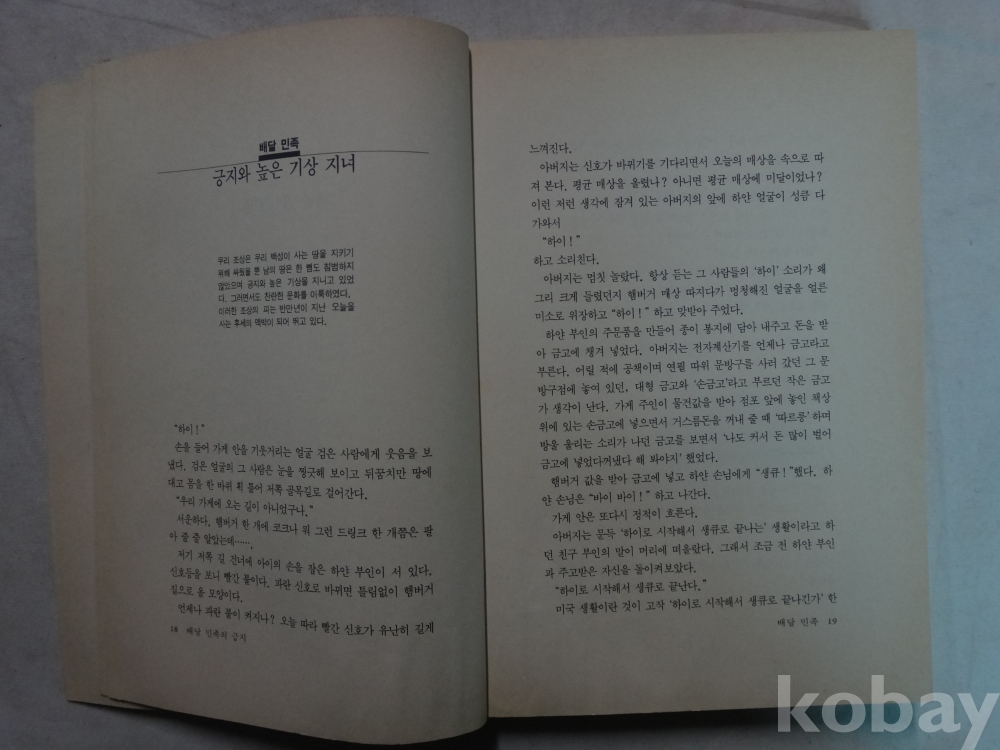 배달 민족
긍지와 높은 기상 지녀
우리 조상은 우리 백성이 사는 땅을 지키기
위해 싸웠을 뿐 남의 땅은 한 뼘도 침범하지
않았으며 긍지와 높은 기상을 지니고 있었
다. 그러면서도 찬란한 문화를 이룩하였다.
이러한 조상의 피는 반만년이 지난 오늘을
사는 후세의 맥박이 되어 뛰고 있다.
“하이!”
손을 들어 가게 안을 기웃거리는 얼굴 검은 사람에게 웃음을 보
냈다. 검은 얼굴의 그 사람은 눈을 찡긋해 보이고 뒤꿈치만 땅에
대고 몸을 한 바퀴 휙 돌아 저쪽 골목길로 걸어간다.
“우리 가게에 오는 길이 아니었구나.”
서운하다. 햄버거 한 개에 코크나 뭐 그런 드링크 한 개쯤은 팔
아 줄 줄 알았는데…….
저기 저쪽 길 건너에 아이의 손을 잡은 하얀 부인이 서 있다.
신호등을 보니 빨간 불이다. 파란 신호로 바뀌면 틀림없이 햄버거
집으로 올 모양이다.
언제나 파란 불이 켜지나? 오늘 따라 빨간 신호가 유난히 길게
18 배달 민족의 긍지
느껴진다.
아버지는 신호가 바뀌기를 기다리면서 오늘의 매상을 속으로 따
져 본다. 평균 매상을 올렸나? 아니면 평균 매상에 미달이었나?
이런 저런 생각에 잠겨 있는 아버지의 앞에 하얀 얼굴이 성큼 다
가와서
“하이!”
하고 소리친다.
아버지는 멈칫 놀랐다. 항상 듣는 그 사람들의 ‘하이’ 소리가 왜
그리 크게 들렸던지 햄버거 매상 따지다가 멍청해진 얼굴을 얼른
미소로 위장하고 “하이!” 하고 맞받아 주었다.
하얀 부인의 주문품을 만들어 종이 봉지에 담아 내주고 돈을 받
아 금고에 챙겨 넣었다. 아버지는 전자계산기를 언제나 금고라고
부른다. 어릴 적에 공책이며 연필 따위 문방구를 사러 갔던 그 문
방구점에 놓여 있던, 대형 금고와 ‘손금고’라고 부르던 작은 금고
가 생각이 난다. 가게 주인이 물건값을 받아 점포 앞에 놓인 책상
위에 있는 손금고에 넣으면서 거스름돈을 꺼내 줄 때 ‘따르릉’하며
방을 울리는 소리가 나던 금고를 보면서 ‘나도 커서 돈 많이 벌어
금고에 넣었다꺼냈다 해 봐야지’ 했었다.
햄버거 값을 받아 금고에 넣고 하얀 손님에게 “생큐!”했다. 하
얀 손님은 “바이 바이!” 하고 나간다.
가게 안은 또다시 정적이 흐른다.
아버지는 문득 ‘하이로 시작해서 생큐로 끝나는’ 생활이라고 하
던 친구 부인의 말이 머리에 떠올랐다. 그래서 조금 전 하얀 부인
과 주고받은 자신을 돌이켜보았다.
“하이로 시작해서 생큐로 끝난다.”
미국 생활이란 것이 고작 ‘하이로 시작해서 생큐로 끝나긴가’ 한
배달 민족 19
kobay